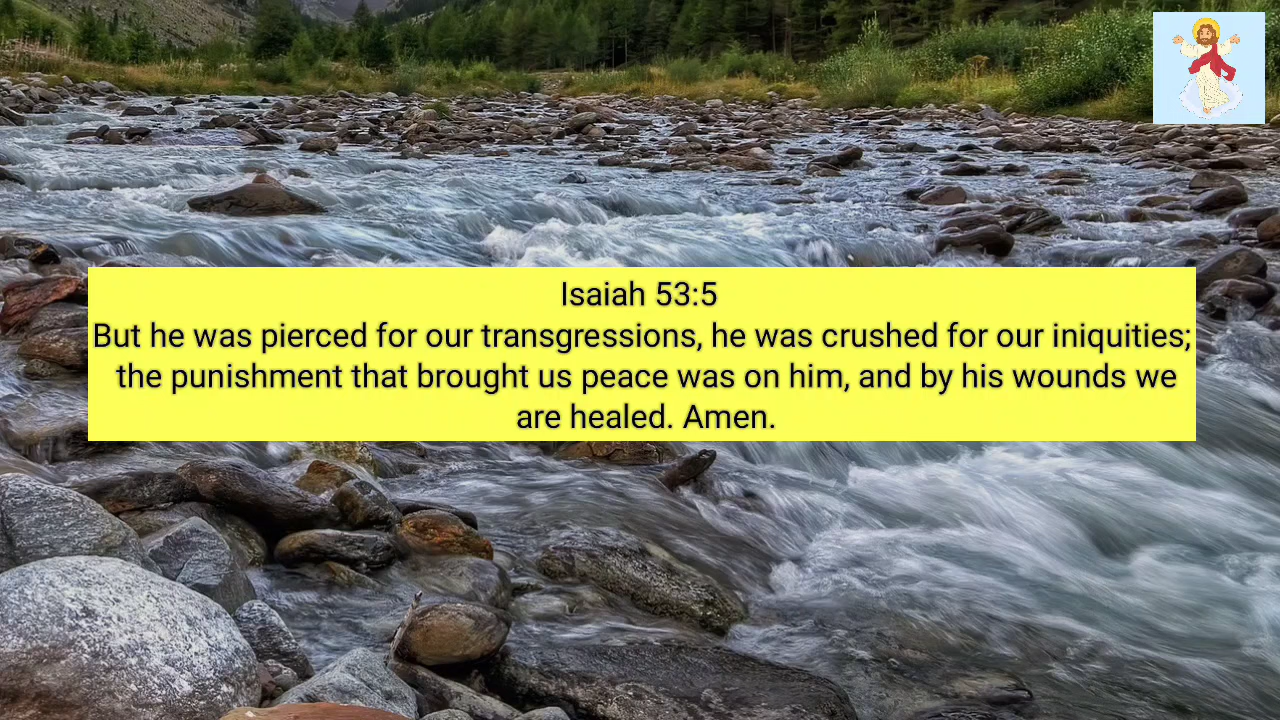 Isaiah 53:5
But he was pierced for our transgressions, he was crushed for our iniquities;
the punishment that brought us peace was on him, and by his wounds we
are healed. Amen.